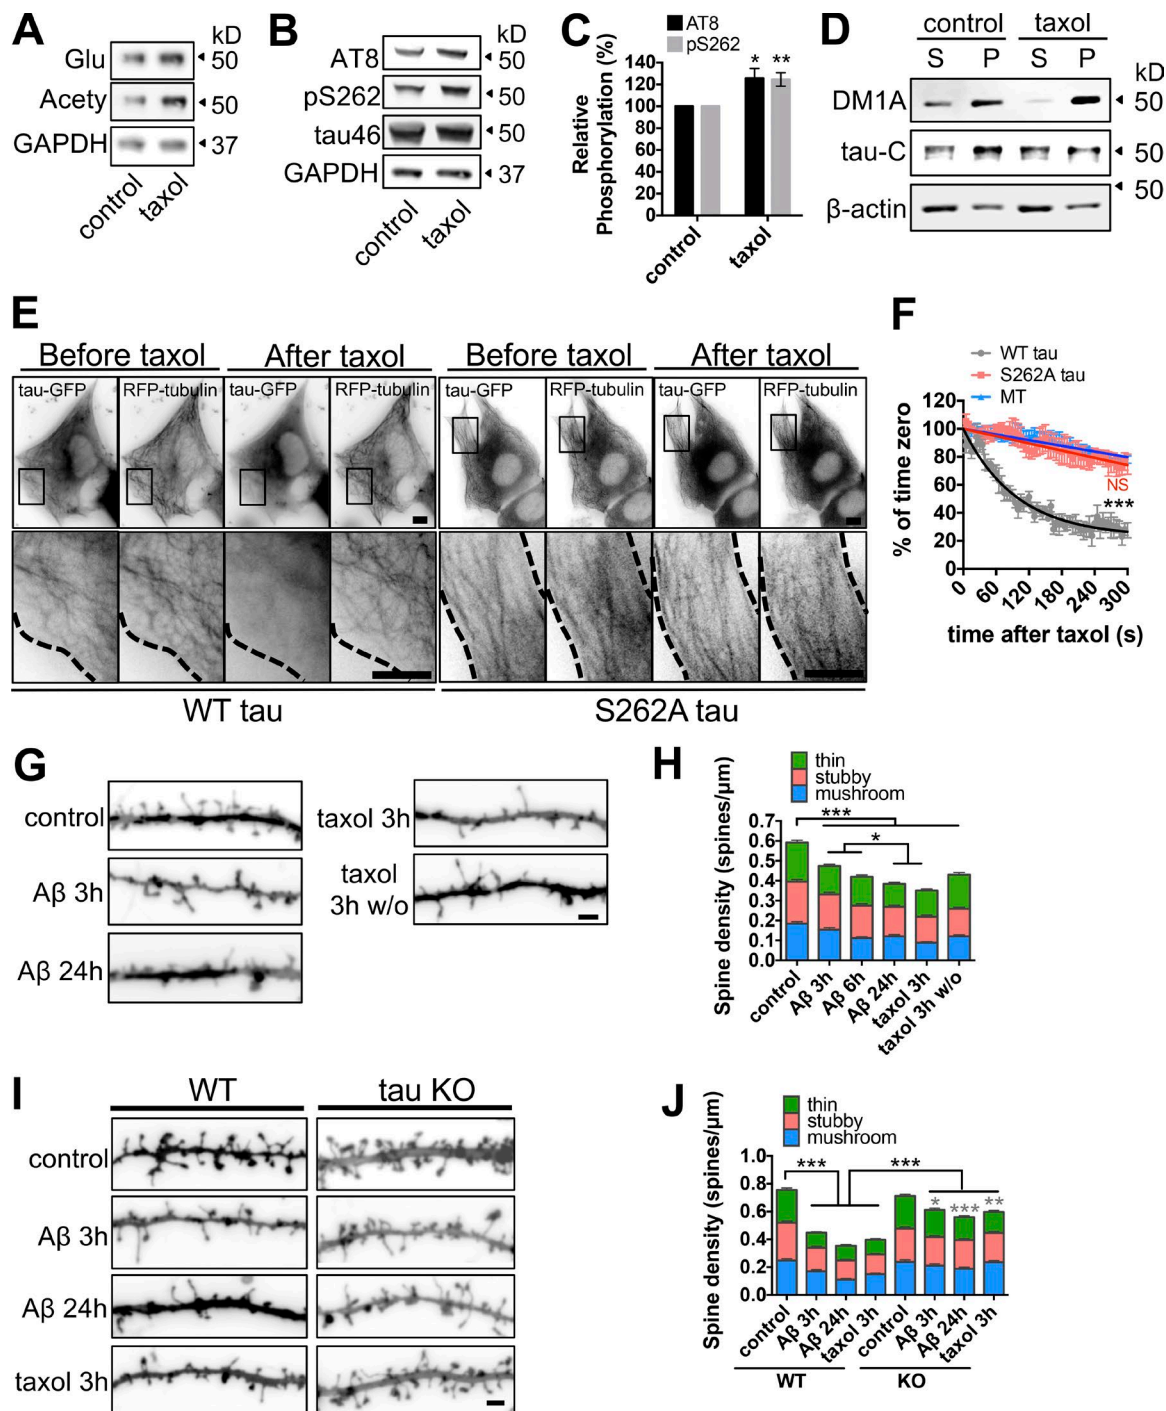 A
kD
Glu
50
Acety
50
GAPDH
37
control
taxol
B
kD
AT8
50
pS262
50
tau46
50
GAPDH
37
control
taxol
C
AT8
pS262
Relative
Phosphorylation (%)
140
120
100
80
60
40
20
0
* **
control
taxol
D
control taxol
S P S P
kD
DM1A
50
tau-C
50
50
β-actin
E
Before taxol After taxol Before taxol After taxol
tau-GFP RFP-tubulin tau-GFP RFP-tubulin tau-GFP RFP-tubulin tau-GFP RFP-tubulin
WT tau S262A tau
F
WT tau
S262A tau
MT
% of time zero
120
100
80
60
40
20
0
NS
***
0 60 120 180 240 300
time after taxol (s)
G
control
Aβ 3h
Aβ 24h
taxol 3h
taxol
3h w/o
H
thin
stubby
mushroom
Spine density (spines/μm)
0.7
0.6
0.5
0.4
0.3
0.2
0.1
0.0
***
*
control
Aβ 3h
Aβ 6h
Aβ 24h
taxol 3h
taxol 3h w/o
I
WT tau KO
control
Aβ 3h
Aβ 24h
taxol 3h
J
thin
stubby
mushroom
Spine density (spines/μm)
1.0
0.8
0.6
0.4
0.2
0.0
*** ***
* *** **
control
Aβ 3h
Aβ 24h
taxol 3h
control
Aβ 3h
Aβ 24h
taxol 3h
WT KO